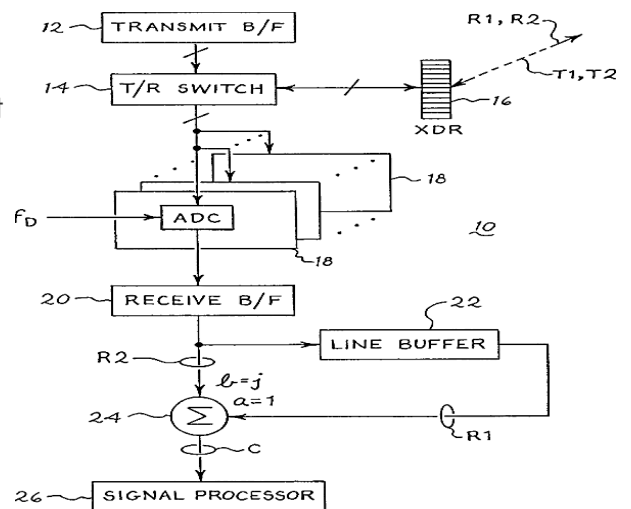 12 TRANSMIT B/F
R1, R2
14 T/R SWITCH
T1, T2
16
XDR
18
fD
ADC
18
10
20 RECEIVE B/F
22
LINE BUFFER
R2
b=j
a=1
24 Σ
R1
C
26 SIGNAL PROCESSOR